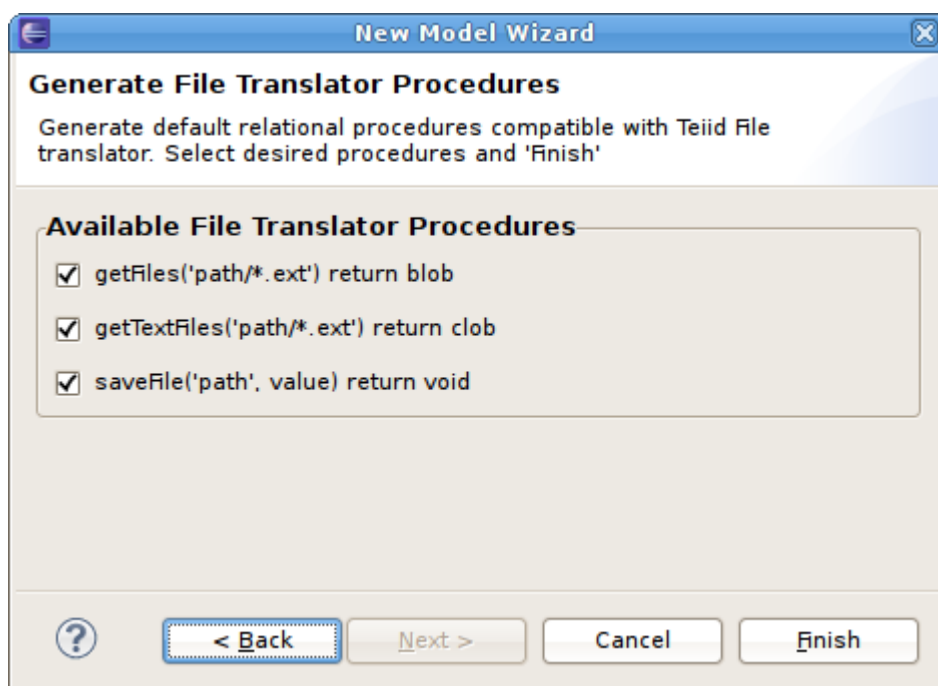 New Model Wizard
Generate File Translator Procedures
Generate default relational procedures compatible with Teiid File
translator. Select desired procedures and 'Finish'
Available File Translator Procedures
getFiles('path/*.ext') return blob
getTextFiles('path/*.ext') return clob
saveFile('path', value) return void
?
< Back
Next >
Cancel
Finish